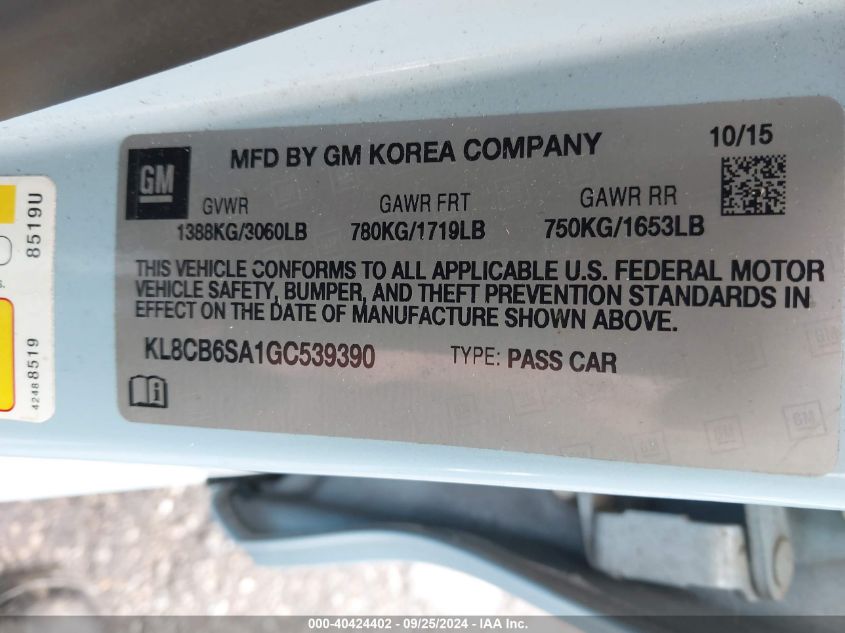 MFD BY GM KOREA COMPANY
10/15
GM
GVWR
GAWR FRT
GAWR RR
1388KG/3060LB
780KG/1719LB
750KG/1653LB
THIS VEHICLE CONFORMS TO ALL APPLICABLE U.S. FEDERAL MOTOR
VEHICLE SAFETY, BUMPER, AND THEFT PREVENTION STANDARDS IN
EFFECT ON THE DATE OF MANUFACTURE SHOWN ABOVE.
KL8CB6SA1GC539390
TYPE: PASS CAR
8519U
42488519
000-40424402 - 09/25/2024 - IAAI Inc.